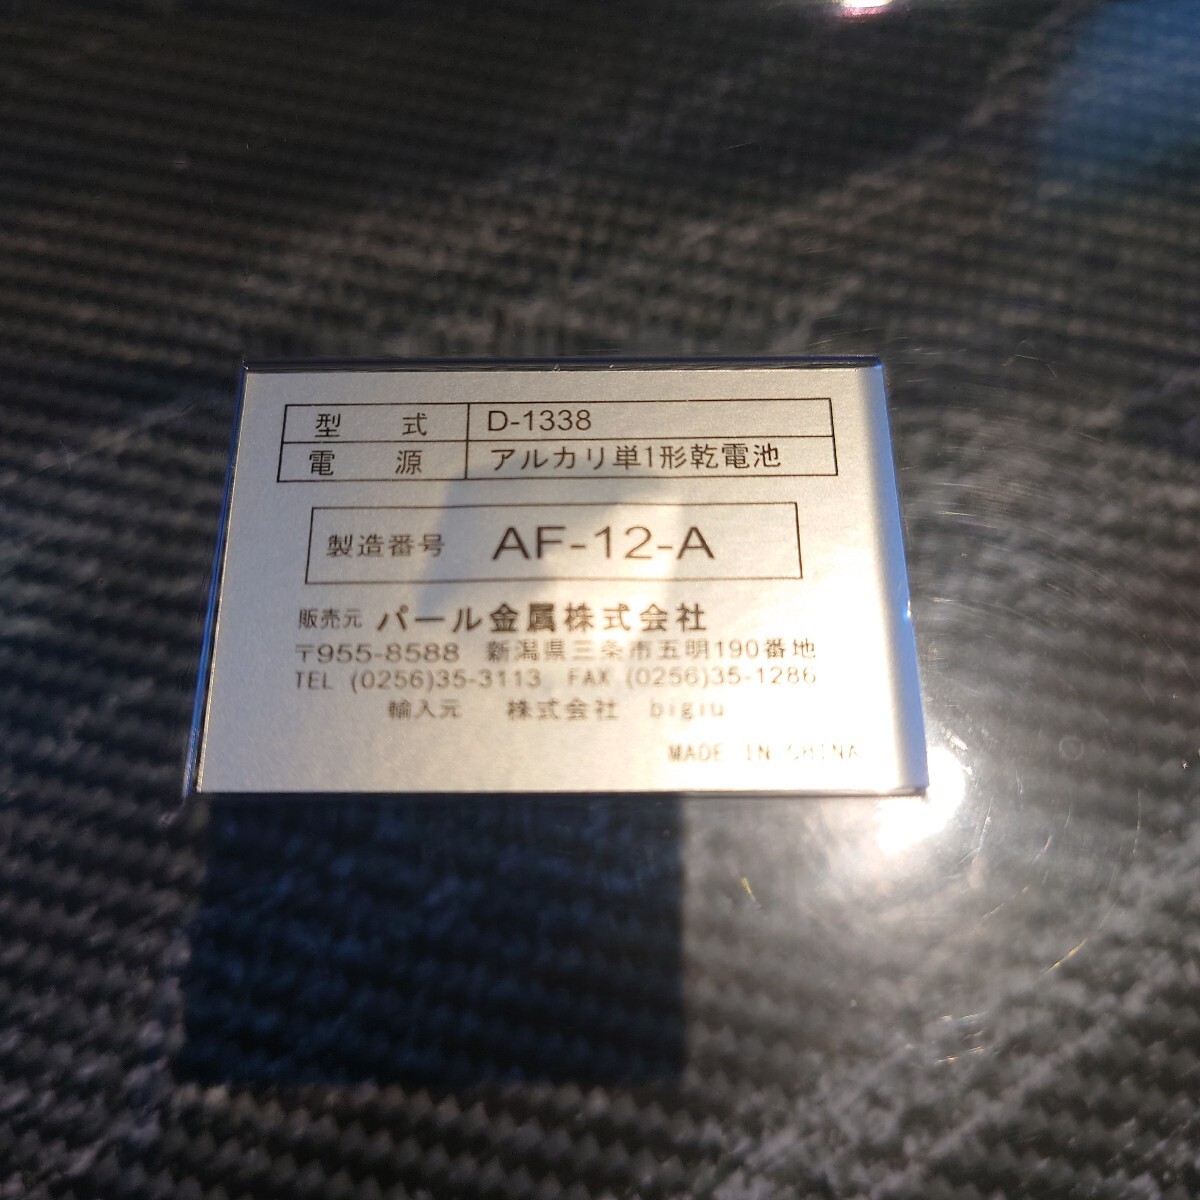 型 式 D-1338
電 源 アルカリ単1形乾電池
製造番号 AF-12-A
販売元 パール金属株式会社
〒955-8588 新潟県三条市五明190番地
TEL (0256)35-3113 FAX (0256)35-1286
輸入元 株式会社 bigiu
MADE IN CHINA